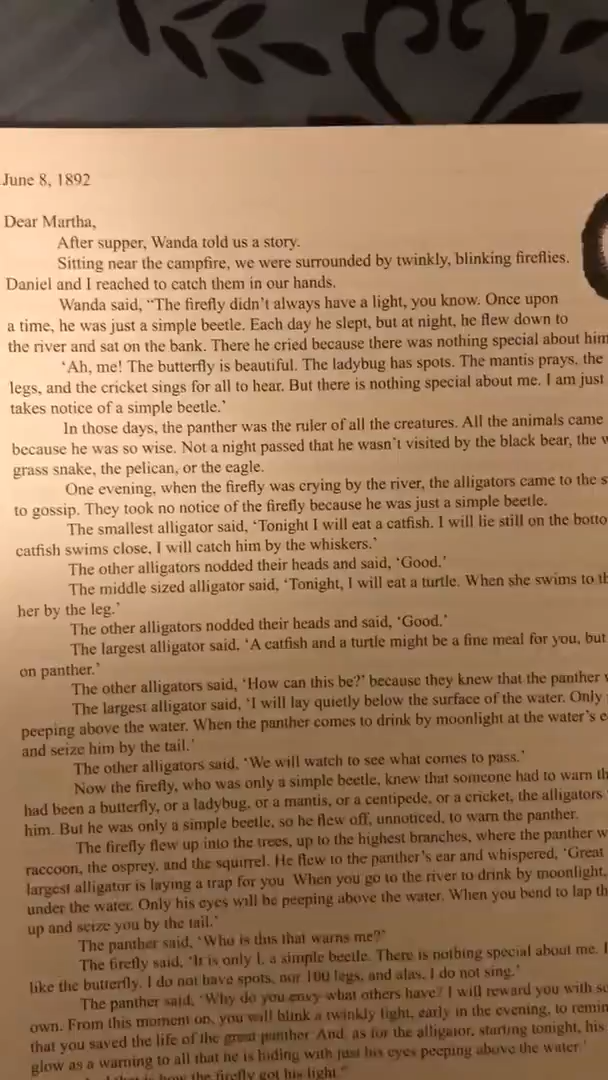 June 8, 1892
Dear Martha,
After supper, Wanda told us a story.
Sitting near the campfire, we were surrounded by twinkly, blinking fireflies.
Daniel and I reached to catch them in our hands.
Wanda said, “The firefly didn’t always have a light, you know. Once upon
a time, he was just a simple beetle. Each day he slept, but at night, he flew down to
the river and sat on the bank. There he cried because there was nothing special about him
‘Ah, me! The butterfly is beautiful. The ladybug has spots. The mantis prays, the
legs, and the cricket sings for all to hear. But there is nothing special about me. I am just
takes notice of a simple beetle.’
In those days, the panther was the ruler of all the creatures. All the animals came
because he was so wise. Not a night passed that he wasn’t visited by the black bear, the
grass snake, the pelican, or the eagle.
One evening, when the firefly was crying by the river, the alligators came to the
to gossip. They took no notice of the firefly because he was just a simple beetle.
The smallest alligator said, ‘Tonight I will eat a catfish. I will lie still on the
catfish swims close, I will catch him by the whiskers.’
The other alligators nodded their heads and said, ‘Good.’
The middle sized alligator said, ‘Tonight, I will eat a turtle. When she swims to
her by the leg.’
The other alligators nodded their heads and said, ‘Good.’
The largest alligator said, ‘A catfish and a turtle might be a fine meal for you, but
on panther.’
The other alligators said, ‘How can this be?’ because they knew that the panther
The largest alligator said, ‘I will lay quietly below the surface of the water. Only
peeping above the water. When the panther comes to drink by moonlight at the water’s
and seize him by the tail.’
The other alligators said, ‘We will watch to see what comes to pass.’
Now the firefly, who was only a simple beetle, knew that someone had to warn
had been a butterfly, or a ladybug, or a mantis, or a centipede, or a cricket, the alligators
him. But he was only a simple beetle, so he flew off, unnoticed, to warn the panther.
The firefly flew up into the trees, up to the highest branches, where the panther
raccoon, the osprey, and the squirrel. He flew to the panther’s ear and whispered, ‘Great
largest alligator is laying a trap for you. When you go to the river to drink by moonlight,
under the water. Only his eyes will be peeping above the water. When you bend to lap
up and seize you by the tail.’
The panther said, ‘Who is this that warns me?’
The firefly said, ‘It is only I, a simple beetle. There is nothing special about me. I
like the butterfly. I do not have spots, nor 100 legs, and alas, I do not sing.’
The panther said, ‘Why do you envy what others have? I will reward you with
own. From this moment on, you will blink a twinkly light, early in the evening, to
that you saved the life of the great panther. And, as for the alligator, starting tonight, his
glow as a warning to all that he is hiding with just his eyes peeping above the water.’
how the firefly got his light.”